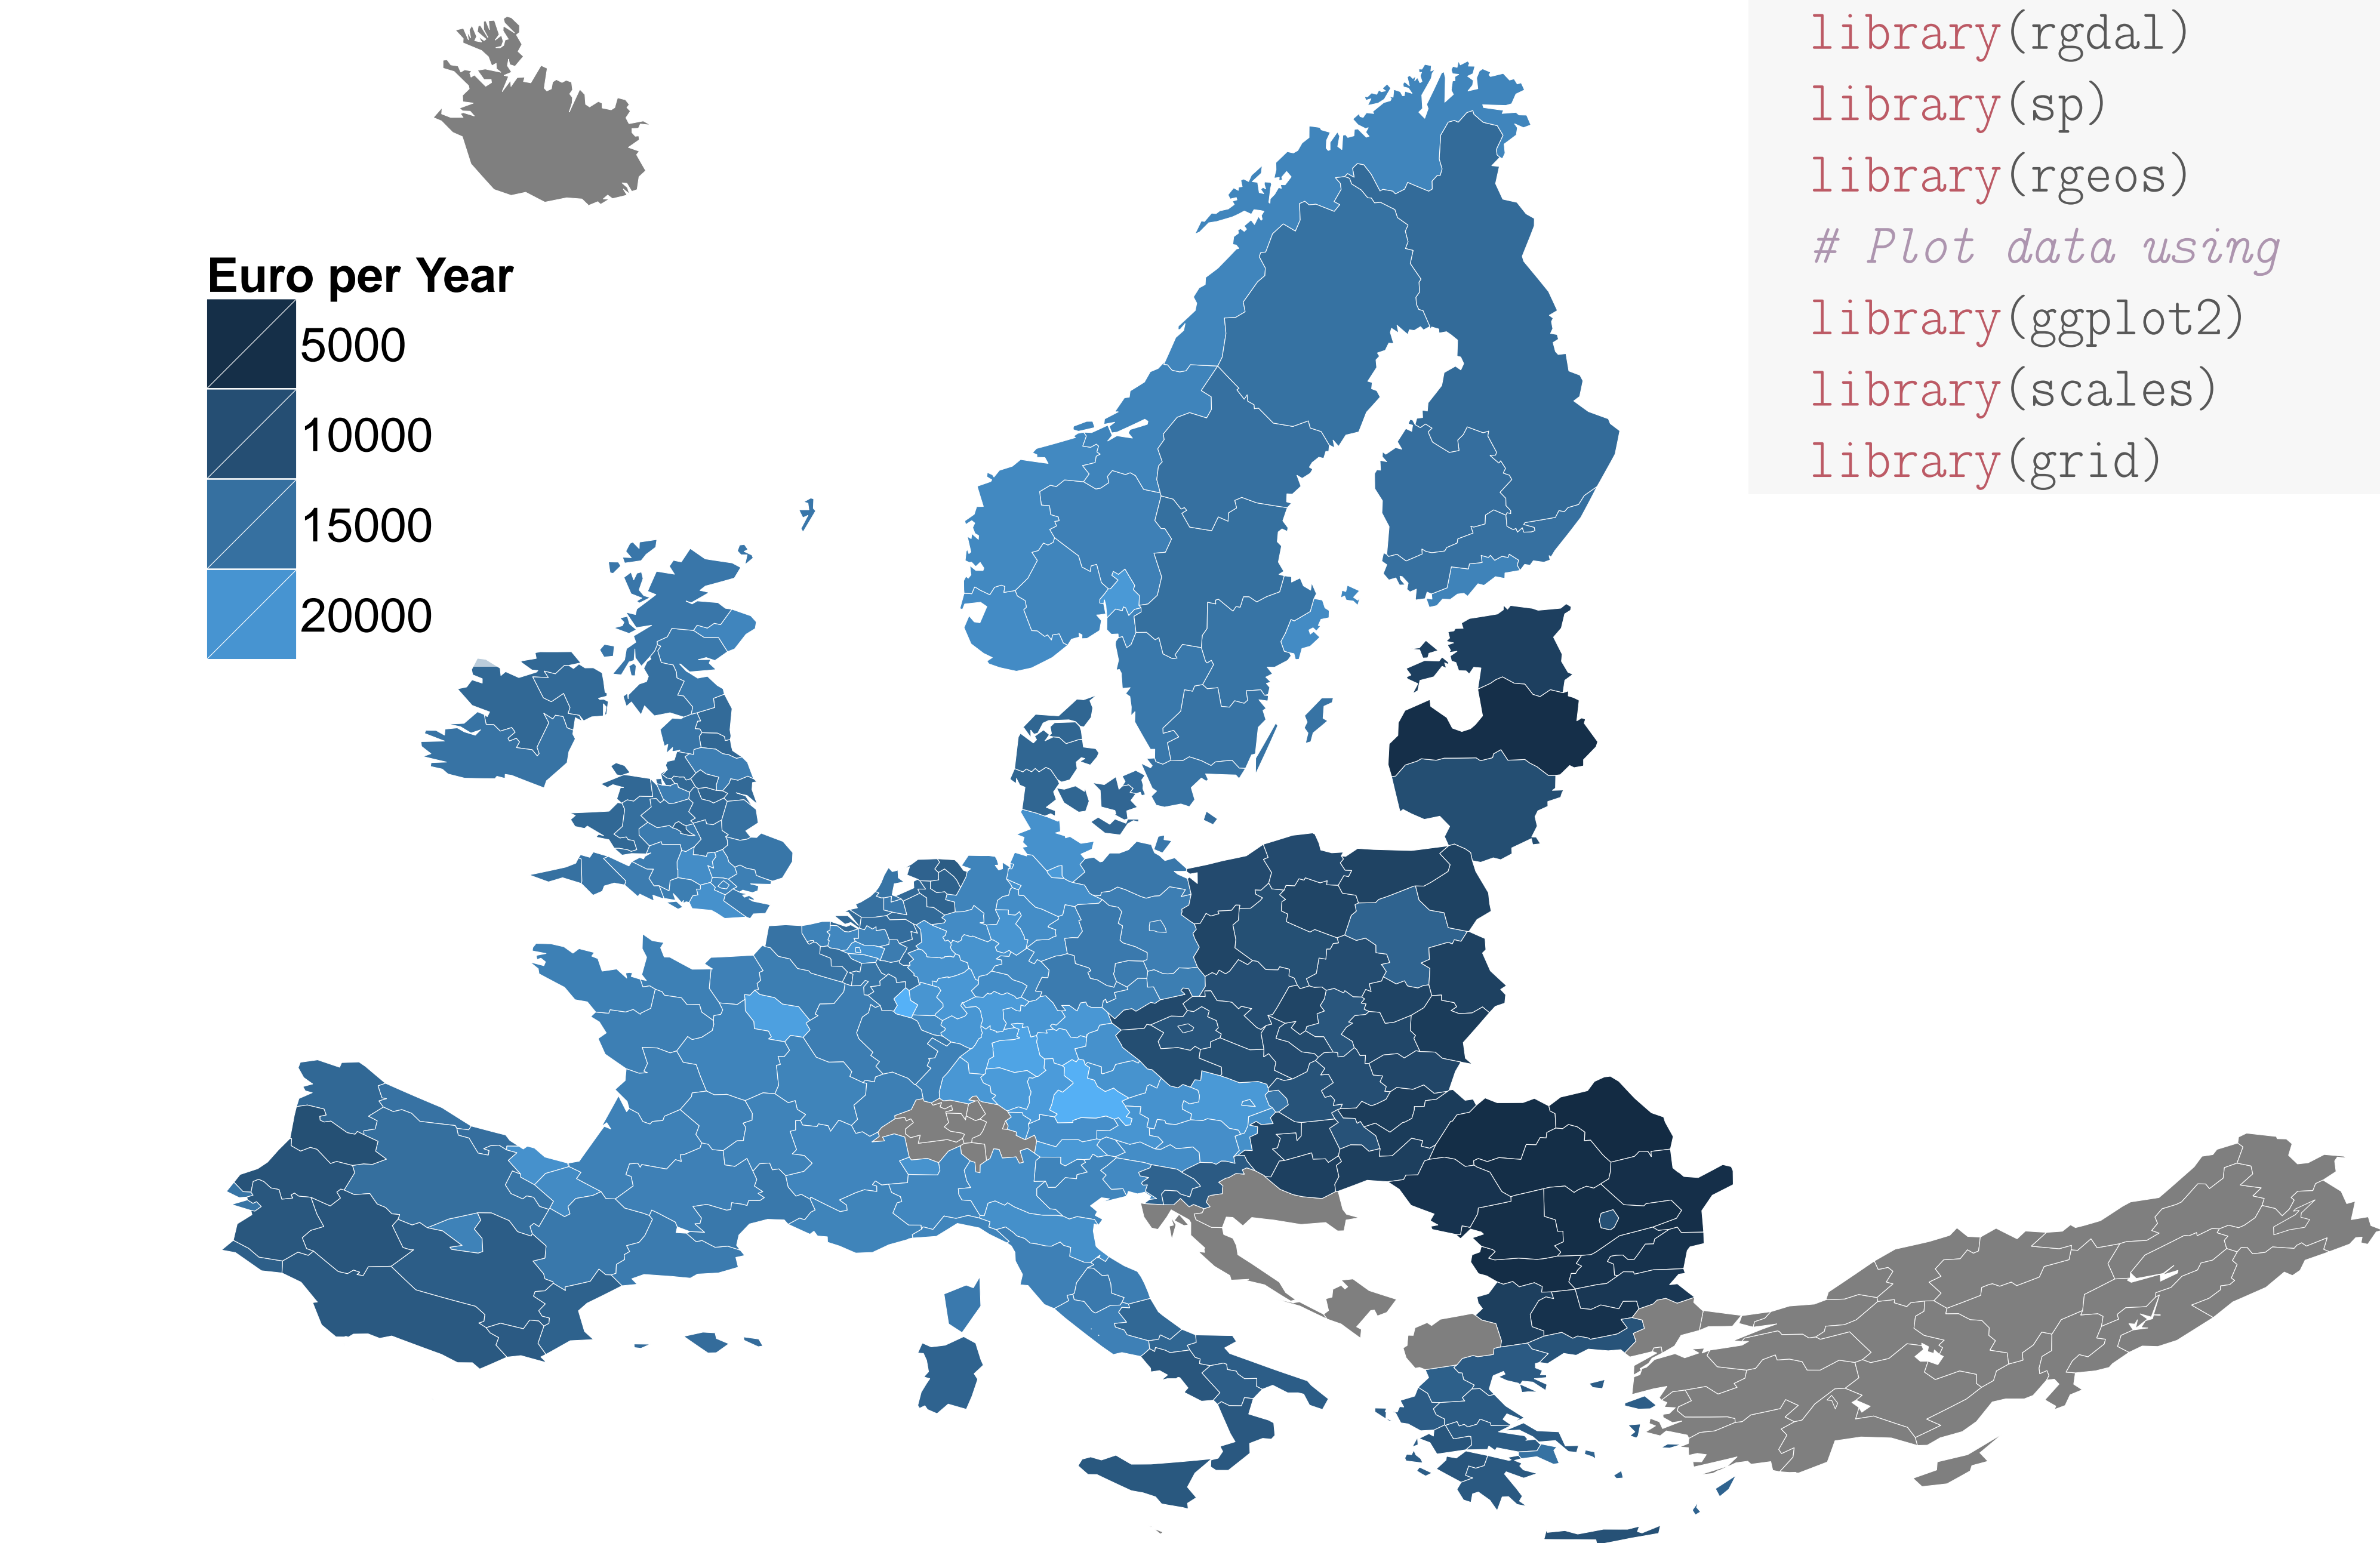 library(rgdal)
library(sp)
library(rgeos)
# Plot data using
library(ggplot2)
library(scales)
library(grid)
Euro per Year
5000
10000
15000
20000